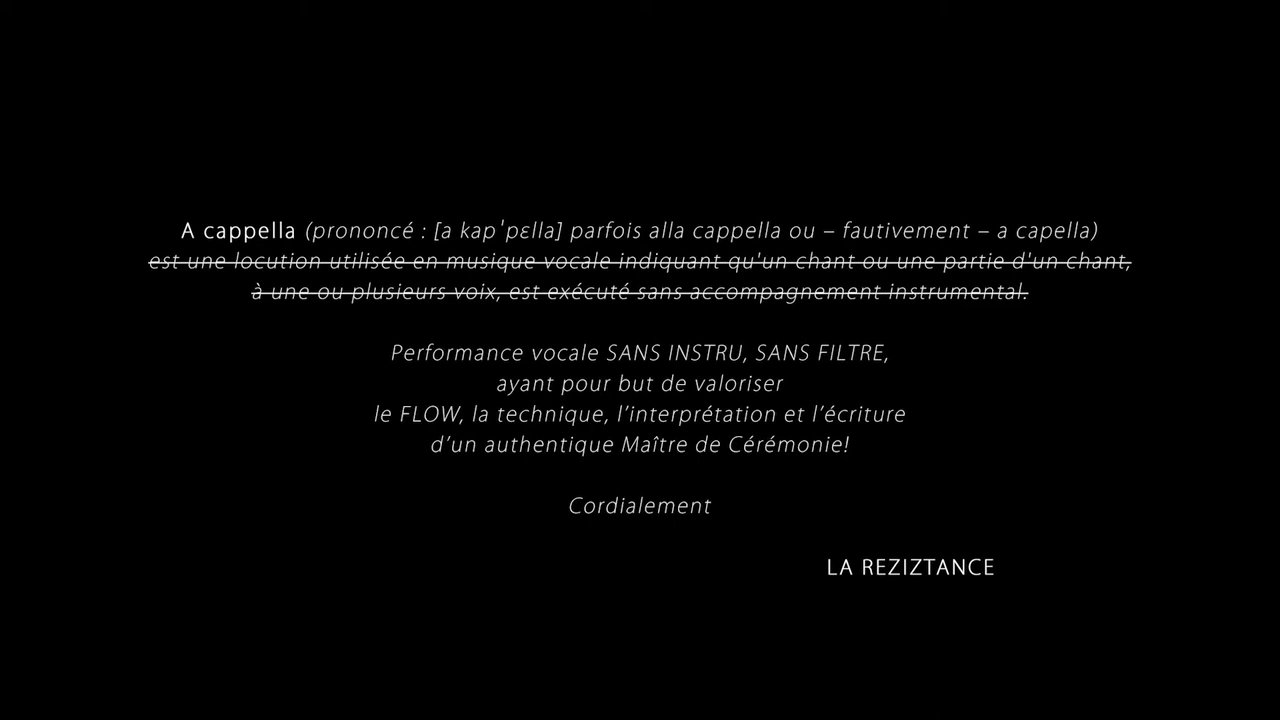 A cappella (prononcé : [a kapˈpɛlla] parfois alla cappella ou – fautivement – a capella)
est une locution utilisée en musique vocale indiquant qu'un chant ou une partie d'un chant,
à une ou plusieurs voix, est exécuté sans accompagnement instrumental.
Performance vocale SANS INSTRU, SANS FILTRE,
ayant pour but de valoriser
le FLOW, la technique, l’interprétation et l’écriture
d’un authentique Maître de Cérémonie!
Cordialement
LA REZIZTANCE